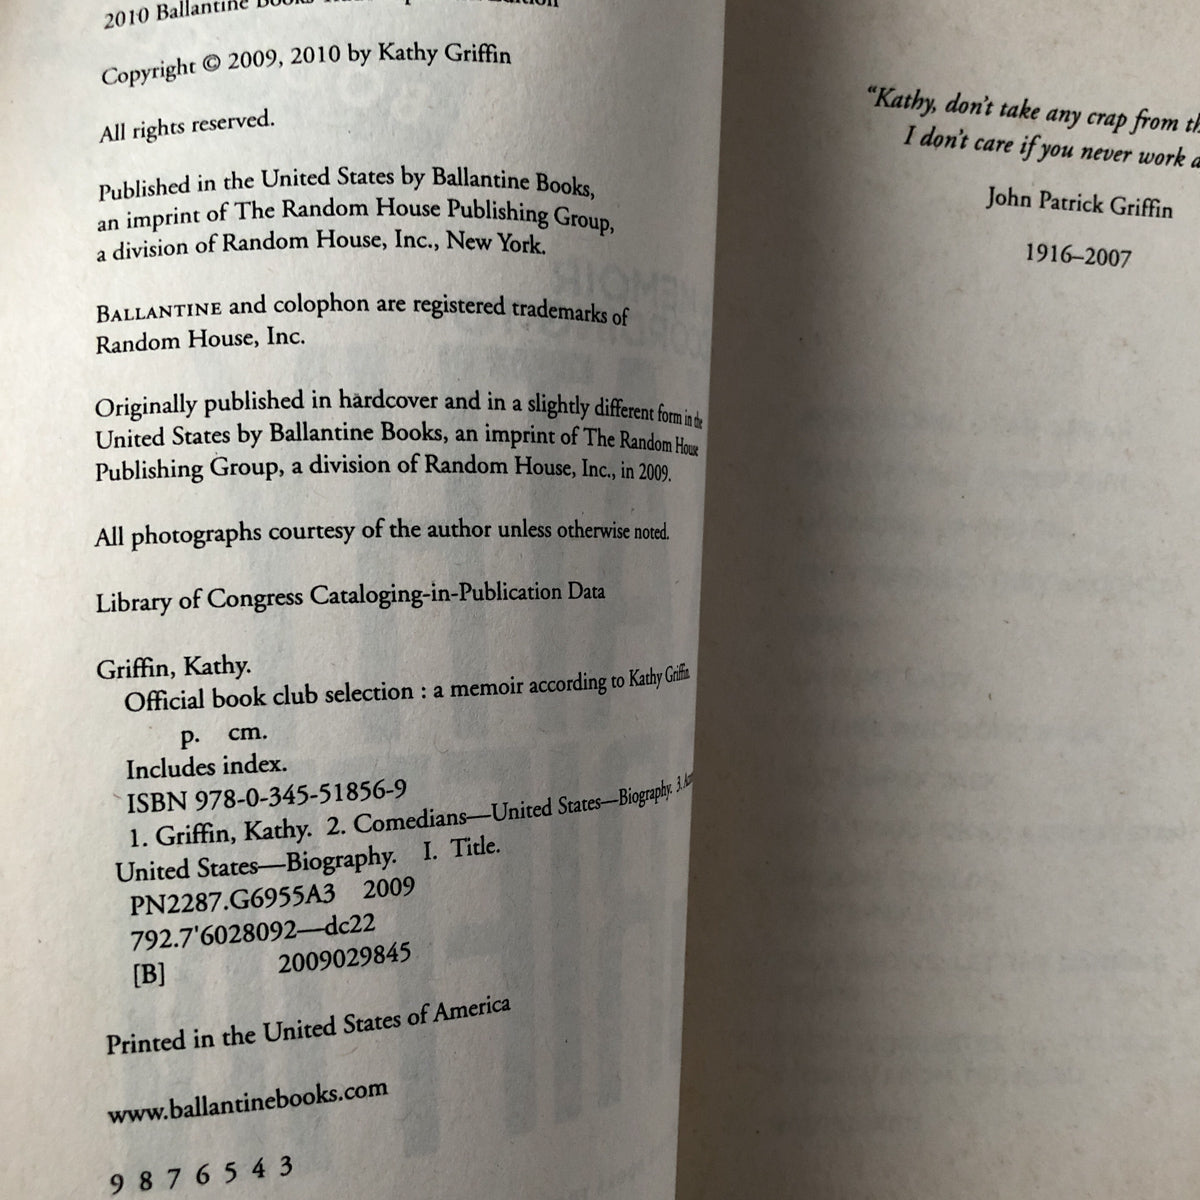 2010 Ballantine Books Edition
Copyright © 2009, 2010 by Kathy Griffin
All rights reserved.
Published in the United States by Ballantine Books,
an imprint of The Random House Publishing Group,
a division of Random House, Inc., New York.
BALLANTINE and colophon are registered trademarks of
Random House, Inc.
Originally published in hardcover and in a slightly different form in the
United States by Ballantine Books, an imprint of The Random House
Publishing Group, a division of Random House, Inc., in 2009.
All photographs courtesy of the author unless otherwise noted.
Library of Congress Cataloging-in-Publication Data
Griffin, Kathy.
Official book club selection : a memoir according to Kathy Griffin
p. cm.
Includes index.
ISBN 978-0-345-51856-9
1. Griffin, Kathy. 2. Comedians—United States—Biography. 3.
United States—Biography. I. Title.
PN2287.G6955A3 2009
792.7'6028092—dc22
[B] 2009029845
Printed in the United States of America
www.ballantinebooks.com
9 8 7 6 5 4 3
“Kathy, don’t take any crap from
I don’t care if you never work
John Patrick Griffin
1916–2007